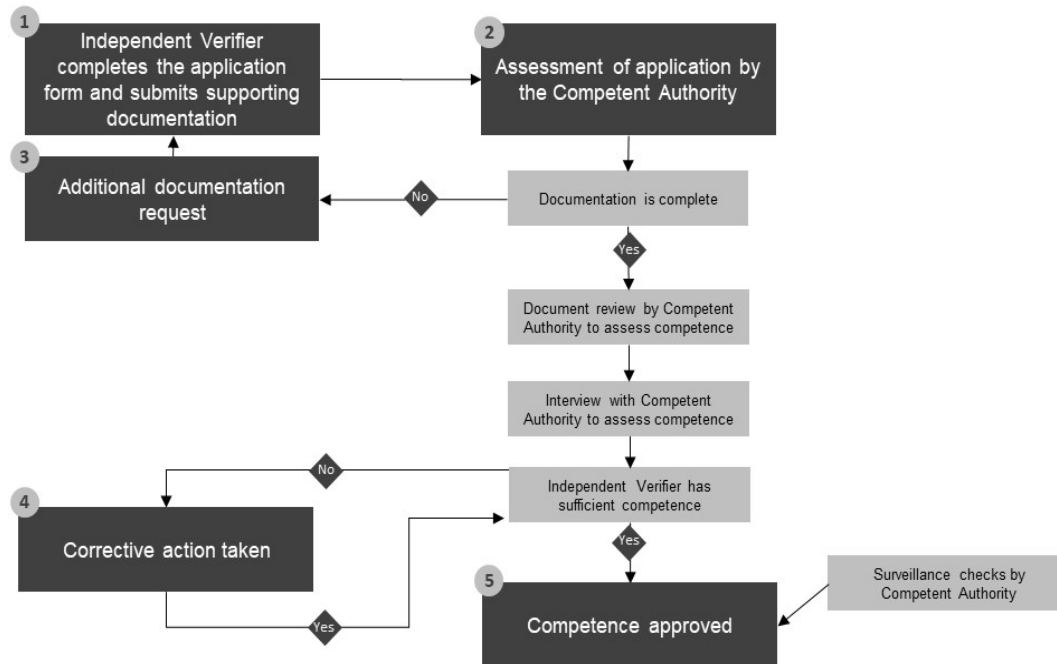 1
Independent Verifier
completes the application
form and submits supporting
documentation
2
Assessment of application by
the Competent Authority
3
Additional documentation
request
No
Documentation is complete
Yes
Document review by Competent
Authority to assess competence
Interview with Competent
Authority to assess competence
No
Independent Verifier has
sufficient competence
4
Corrective action taken
Yes
Yes
5
Competence approved
Surveillance checks by
Competent Authority